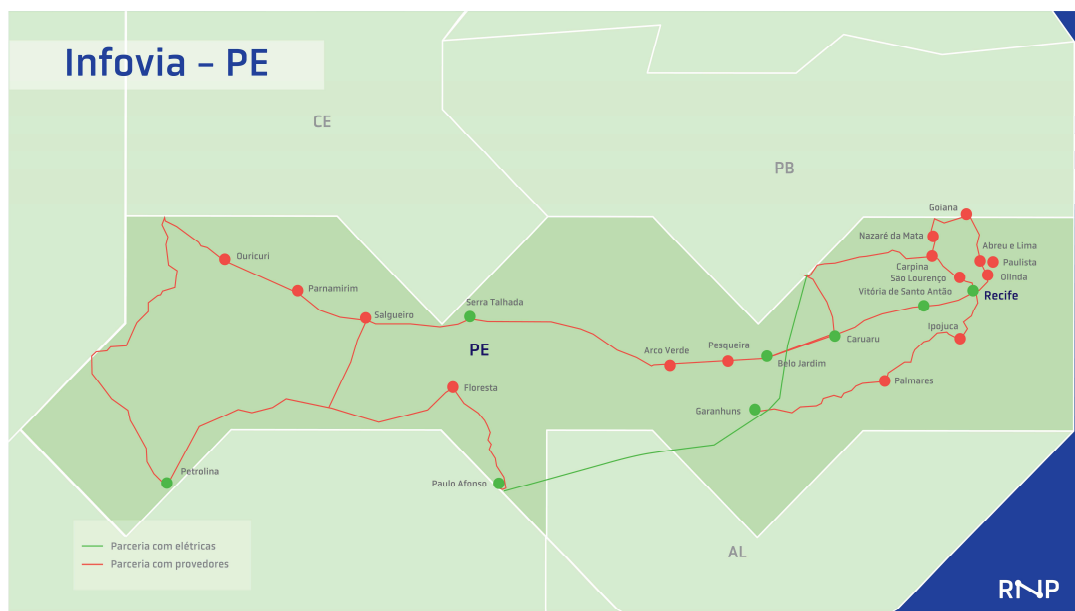 Infovia – PE
CE
PB
Goiana
Nazaré da Mata
Abreu e Lima
Ouricuri
Carpina
Paulista
São Lourenço
Olinda
Parnamirim
Vitória de Santo Antão
Recife
Serra Talhada
Salgueiro
Ipojuca
PE
Arco Verde
Pesqueira
Caruaru
Belo Jardim
Floresta
Palmares
Garanhuns
Petrolina
Paulo Afonso
Parceria com elétricas
Parceria com provedores
AL
RNP